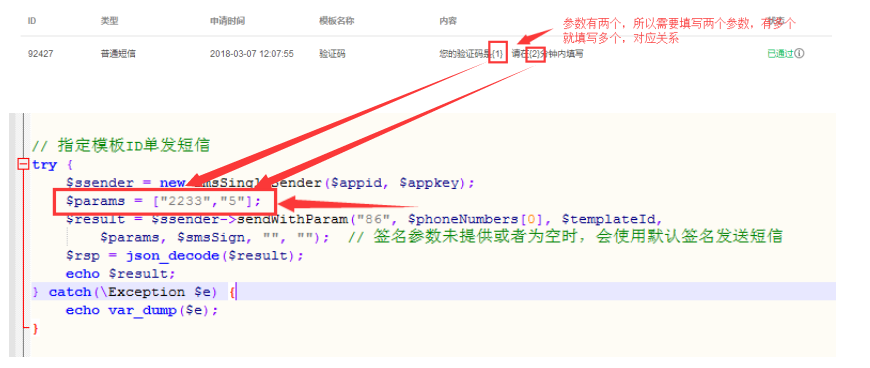 ID 类型 申请时间 模板名称 内容 状态
参数有两个，所以需要填写两个参数，有多个
就填写多个，对应关系
92427 普通短信 2018-03-07 12:07:55 验证码 您的验证码是{1}，请在{2}分钟内填写 已通过
// 指定模板ID单发短信
try {
$ssender = new SmsSingleSender($appid, $appkey);
$params = ["2233","5"];
$result = $ssender->sendWithParam("86", $phoneNumbers[0], $templateId,
$params, $smsSign, "", ""); // 签名参数未提供或者为空时，会使用默认签名发送短信
$rsp = json_decode($result);
echo $result;
} catch(\Exception $e) {
echo var_dump($e);
}